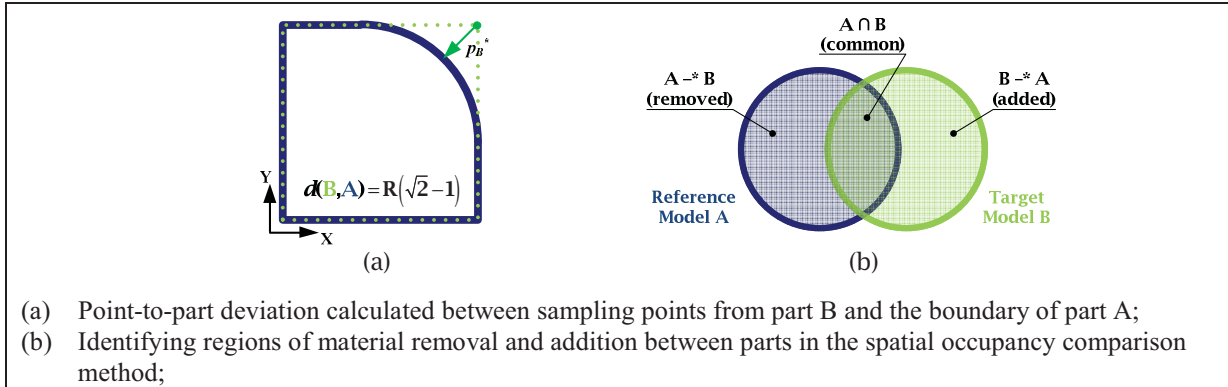 p_B*
d(B,A)=R(√2−1)
Y
X
(a)
A ∩ B
(common)
A −* B
(removed)
B −* A
(added)
Reference
Model A
Target
Model B
(b)
(a) Point-to-part deviation calculated between sampling points from part B and the boundary of part A;
(b) Identifying regions of material removal and addition between parts in the spatial occupancy comparison
method;